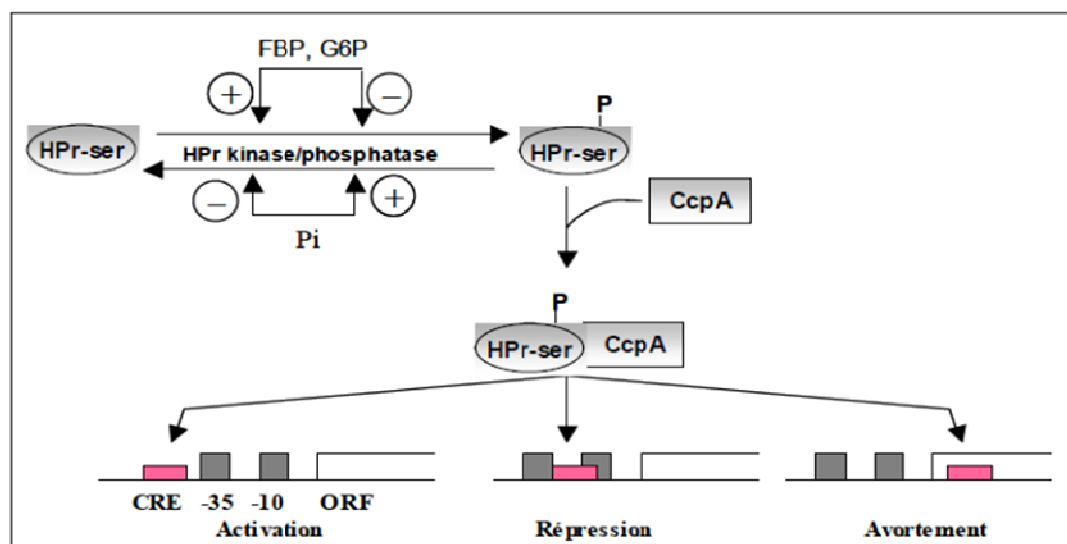 FBP, G6P
+ −
P
HPr-ser HPr kinase/phosphatase HPr-ser
− +
CcpA
Pi
P
HPr-ser CcpA
CRE -35 -10 ORF
Activation Répression Avortement